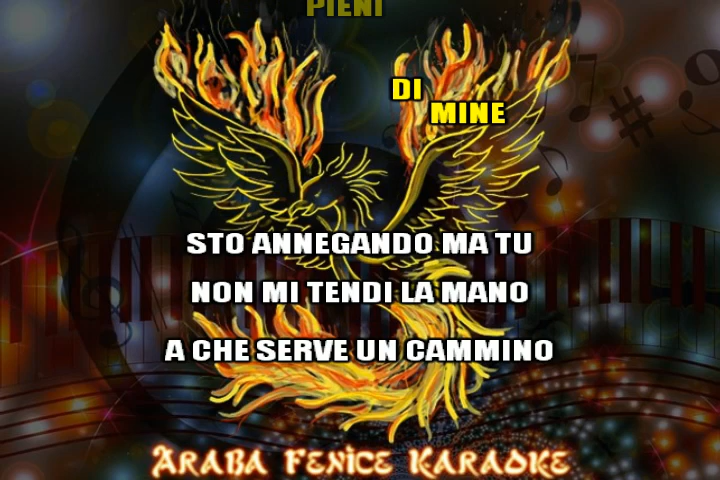 PIENI
DI
MINE
STO ANNEGANDO MA TU
NON MI TENDI LA MANO
A CHE SERVE UN CAMMINO
ARABA FENICE KARAOKE